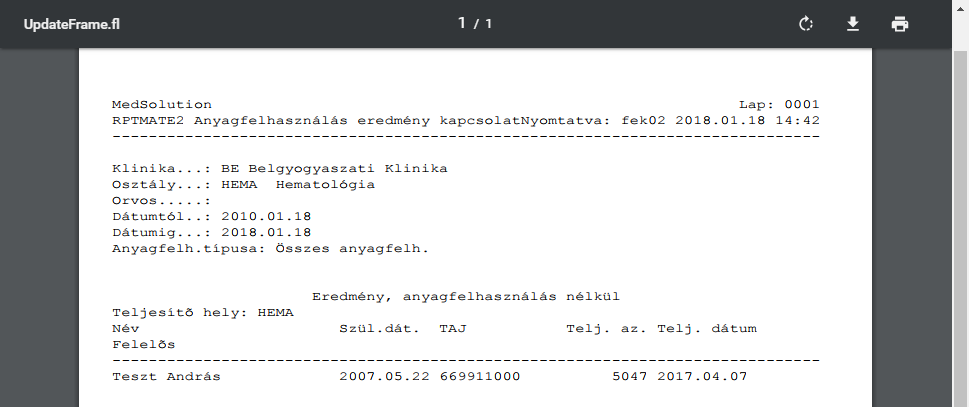 UpdateFrame.fl 1 / 1
MedSolution Lap: 0001
RPTMATE2 Anyagfelhasználás eredmény kapcsolatNyomtatva: fek02 2018.01.18 14:42
-----------------------------------------------------------------------------
Klinika...: BE Belgyogyaszati Klinika
Osztály...: HEMA Hematológia
Orvos.....:
Dátumtól..: 2010.01.18
Dátumig...: 2018.01.18
Anyagfelh.típusa: Összes anyagfelh.
Eredmény, anyagfelhasználás nélkül
Teljesítõ hely: HEMA
Név Szül.dát. TAJ Telj. az. Telj. dátum
Felelõs
-----------------------------------------------------------------------------
Teszt András 2007.05.22 669911000 5047 2017.04.07